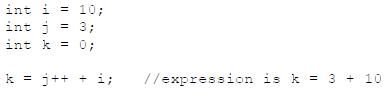 int i = 10;
int j = 3;
int k = 0;
k = j++ + i;    //expression is k = 3 + 10